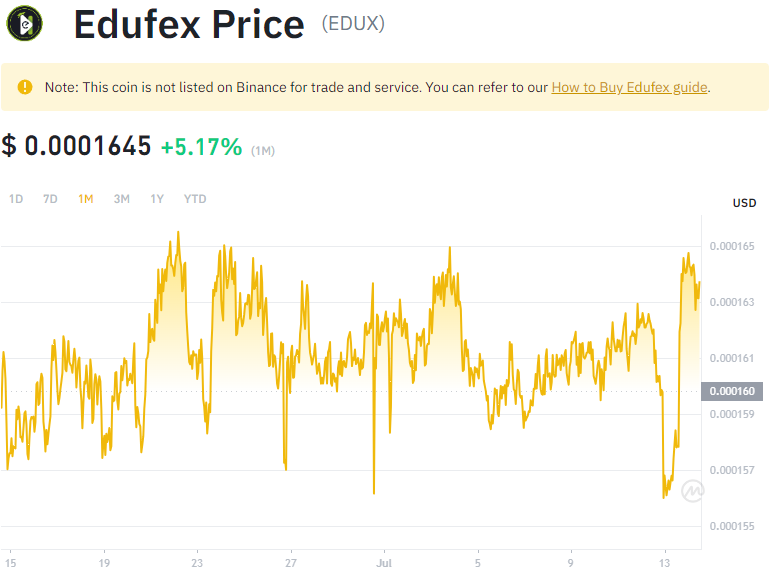 Edufex Price (EDUX)
Note: This coin is not listed on Binance for trade and service. You can refer to our How to Buy Edufex guide.
$ 0.0001645 +5.17% (1M)
1D 7D 1M 3M 1Y YTD
USD
0.000165
0.000163
0.000161
0.000160
0.000159
0.000157
0.000155
15 19 23 27 Jul 5 9 13